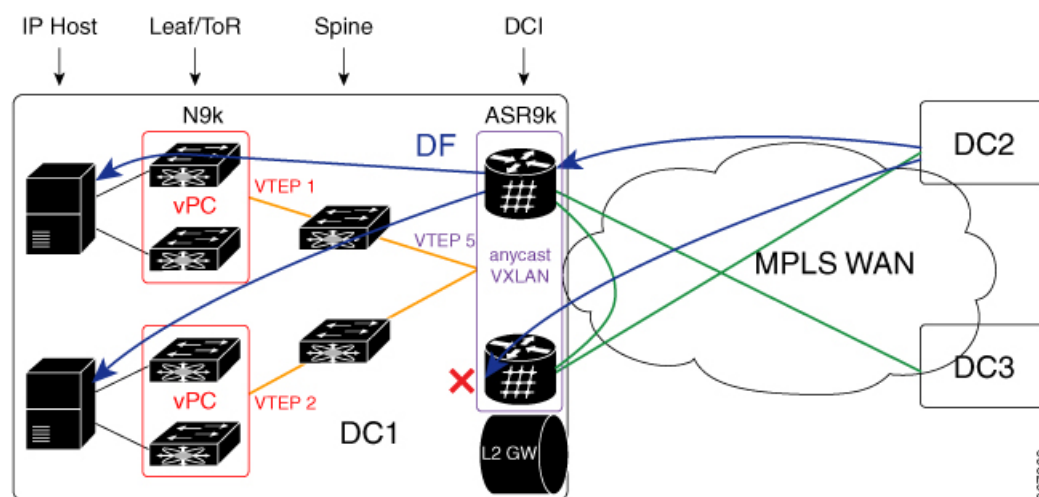 IP Host
Leaf/ToR
Spine
DCI
N9k
ASR9k
DF
DC2
VTEP 1
vPC
VTEP 5
anycast
VXLAN
MPLS WAN
vPC
VTEP 2
DC1
DC3
L2 GW